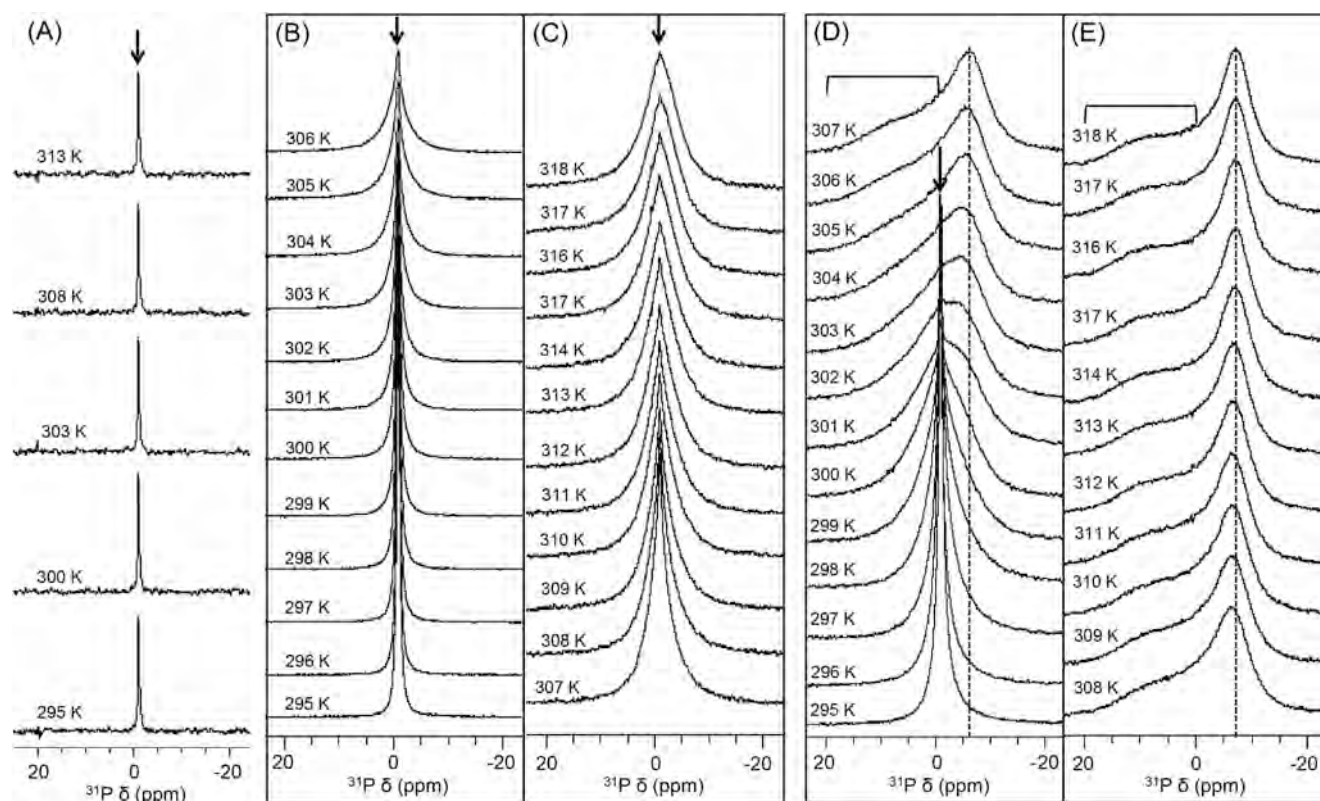 (A)
313 K
308 K
303 K
300 K
295 K
20 0 -20
31P δ (ppm)
(B)
306 K
305 K
304 K
303 K
302 K
301 K
300 K
299 K
298 K
297 K
296 K
295 K
20 0 -20
31P δ (ppm)
(C)
318 K
317 K
316 K
317 K
314 K
313 K
312 K
311 K
310 K
309 K
308 K
307 K
20 0 -20
31P δ (ppm)
(D)
307 K
306 K
305 K
304 K
303 K
302 K
301 K
300 K
299 K
298 K
297 K
296 K
295 K
20 0 -20
31P δ (ppm)
(E)
318 K
317 K
316 K
317 K
314 K
313 K
312 K
311 K
310 K
309 K
308 K
20 0 -20
31P δ (ppm)